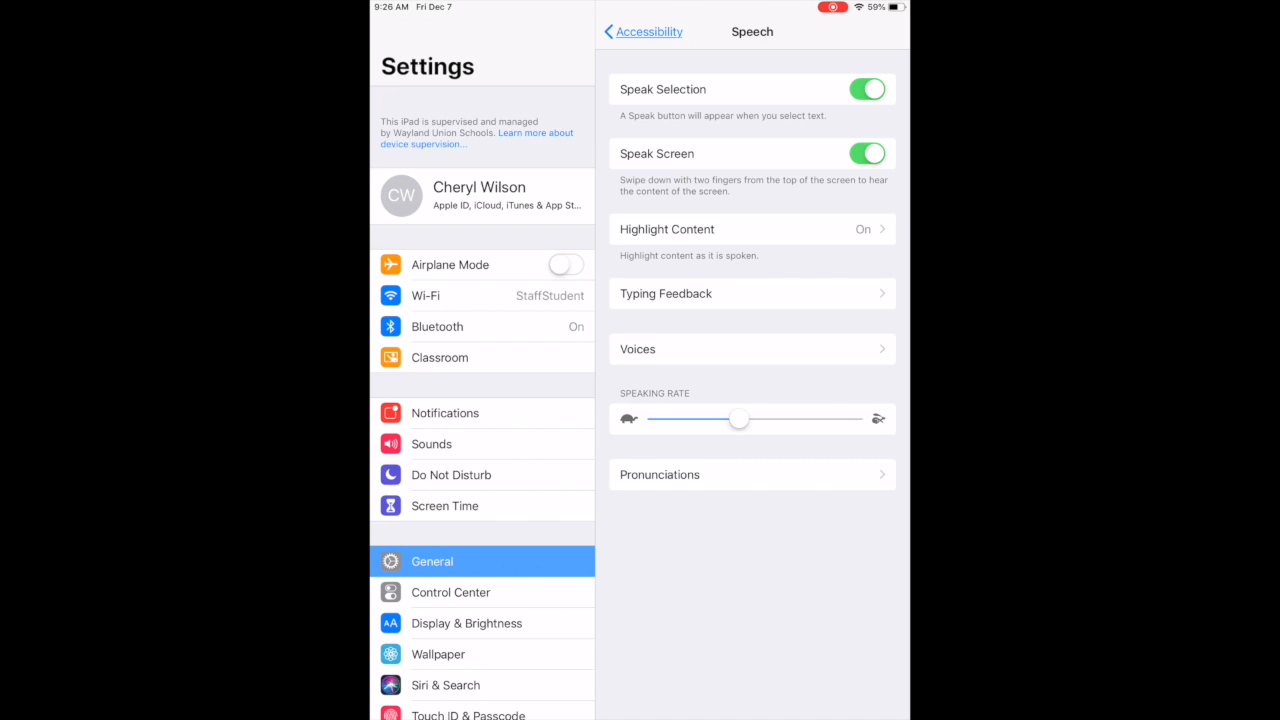 9:26 AM Fri Dec 7
59%
Settings
This iPad is supervised and managed
by Wayland Union Schools. Learn more about
device supervision...
CW
Cheryl Wilson
Apple ID, iCloud, iTunes & App St...
Airplane Mode
Wi-Fi StaffStudent
Bluetooth On
Classroom
Notifications
Sounds
Do Not Disturb
Screen Time
General
Control Center
AA Display & Brightness
Wallpaper
Siri & Search
Touch ID & Passcode
Accessibility Speech
Speak Selection
A Speak button will appear when you select text.
Speak Screen
Swipe down with two fingers from the top of the screen to hear
the content of the screen.
Highlight Content On
Highlight content as it is spoken.
Typing Feedback
Voices
SPEAKING RATE
Pronunciations